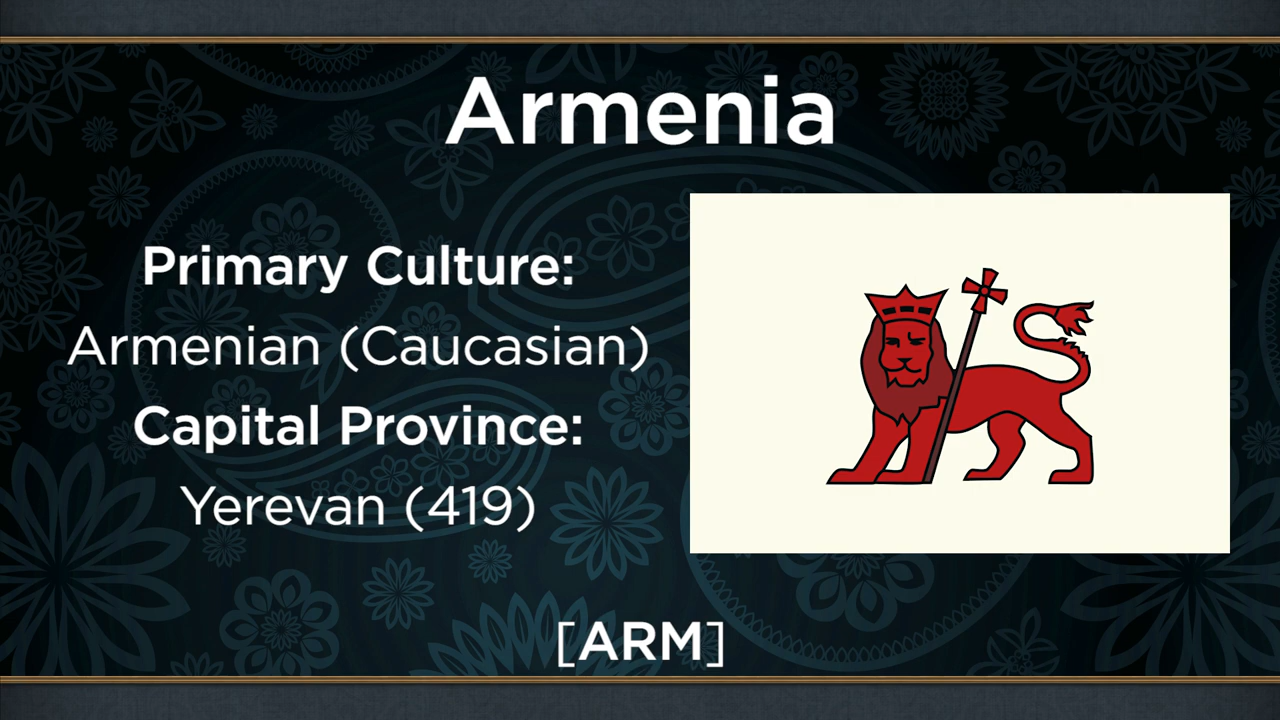 Armenia
Primary Culture:
Armenian (Caucasian)
Capital Province:
Yerevan (419)
[ARM]